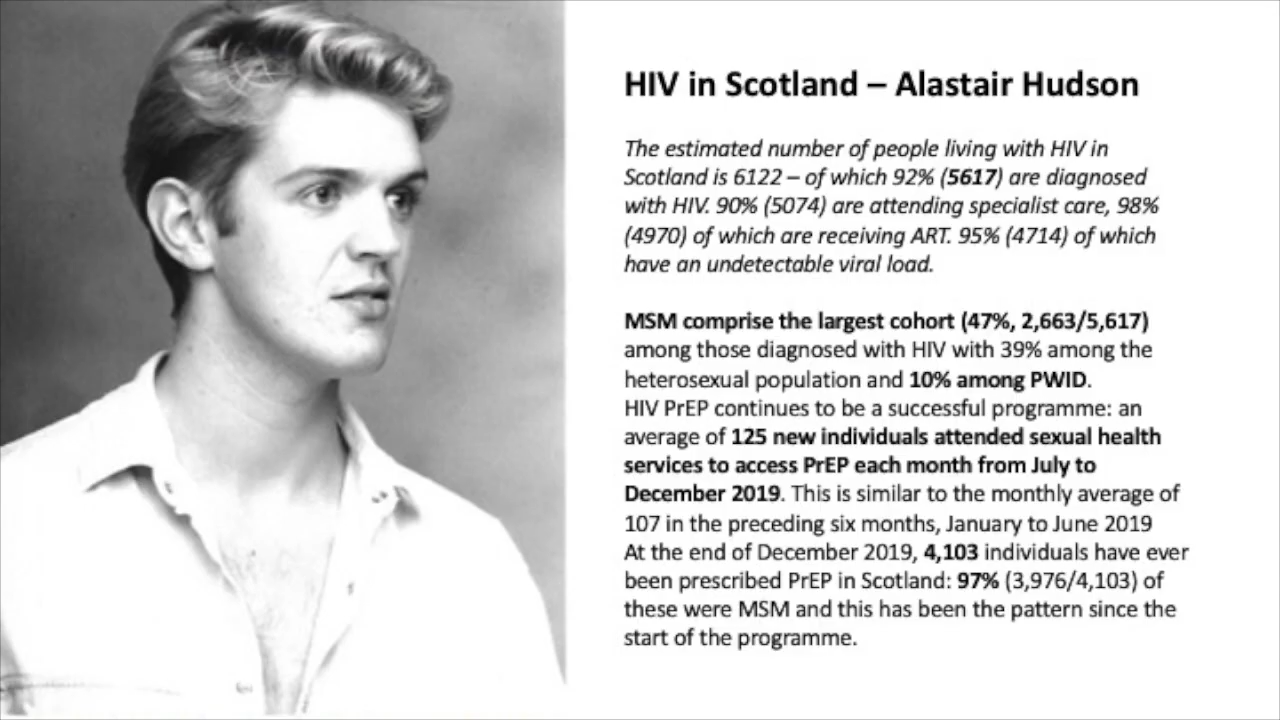 HIV in Scotland – Alastair Hudson
The estimated number of people living with HIV in
Scotland is 6122 – of which 92% (5617) are diagnosed
with HIV. 90% (5074) are attending specialist care, 98%
(4970) of which are receiving ART. 95% (4714) of which
have an undetectable viral load.
MSM comprise the largest cohort (47%, 2,663/5,617)
among those diagnosed with HIV with 39% among the
heterosexual population and 10% among PWID.
HIV PrEP continues to be a successful programme: an
average of 125 new individuals attended sexual health
services to access PrEP each month from July to
December 2019. This is similar to the monthly average of
107 in the preceding six months, January to June 2019
At the end of December 2019, 4,103 individuals have ever
been prescribed PrEP in Scotland: 97% (3,976/4,103) of
these were MSM and this has been the pattern since the
start of the programme.